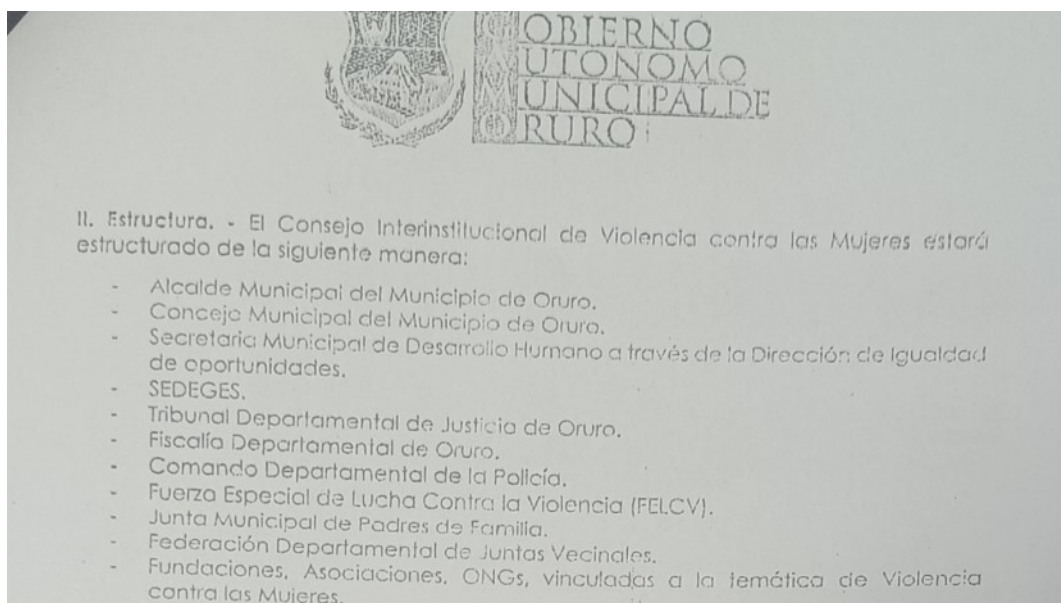 GOBIERNO
AUTONOMO
MUNICIPAL DE
ORURO
II. Estructura. - El Consejo Interinstitucional de Violencia contra las Mujeres estará
estructurado de la siguiente manera:
- Alcalde Municipal del Municipio de Oruro.
- Concejo Municipal del Municipio de Oruro.
- Secretaria Municipal de Desarrollo Humano a través de la Dirección de Igualdad
de oportunidades.
- SEDEGES.
- Tribunal Departamental de Justicia de Oruro.
- Fiscalía Departamental de Oruro.
- Comando Departamental de la Policía.
- Fuerza Especial de Lucha Contra la Violencia (FELCV).
- Junta Municipal de Padres de Familia.
- Federación Departamental de Juntas Vecinales.
- Fundaciones, Asociaciones, ONGs, vinculadas a la temática de Violencia
contra las Mujeres.